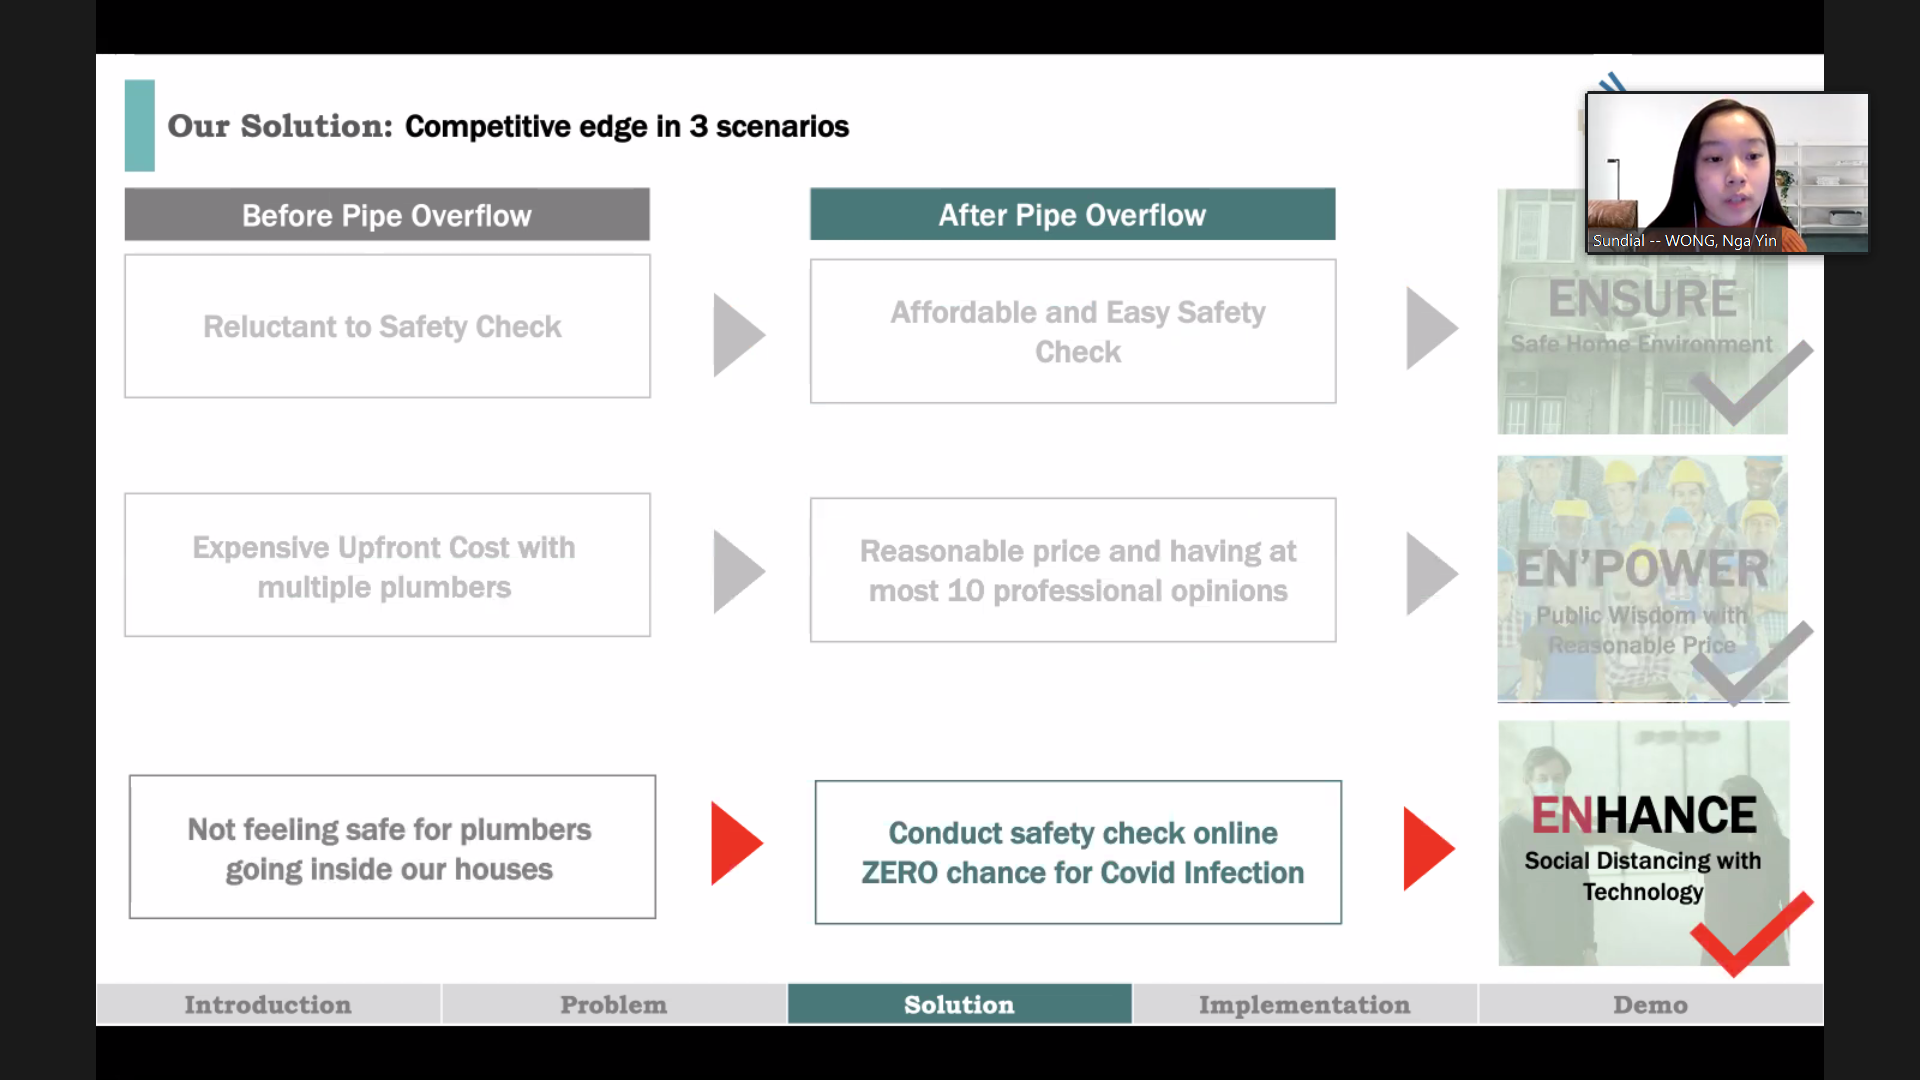 Our Solution: Competitive edge in 3 scenarios
Sundial -- WONG, Nga Yin
Before Pipe Overflow
After Pipe Overflow
Reluctant to Safety Check
Affordable and Easy Safety
Check
ENSURE
Safe Home Environment
Expensive Upfront Cost with
multiple plumbers
Reasonable price and having at
most 10 professional opinions
EN'POWER
Public Wisdom with
Reasonable Price
Not feeling safe for plumbers
going inside our houses
Conduct safety check online
ZERO chance for Covid Infection
ENHANCE
Social Distancing with
Technology
Introduction
Problem
Solution
Implementation
Demo